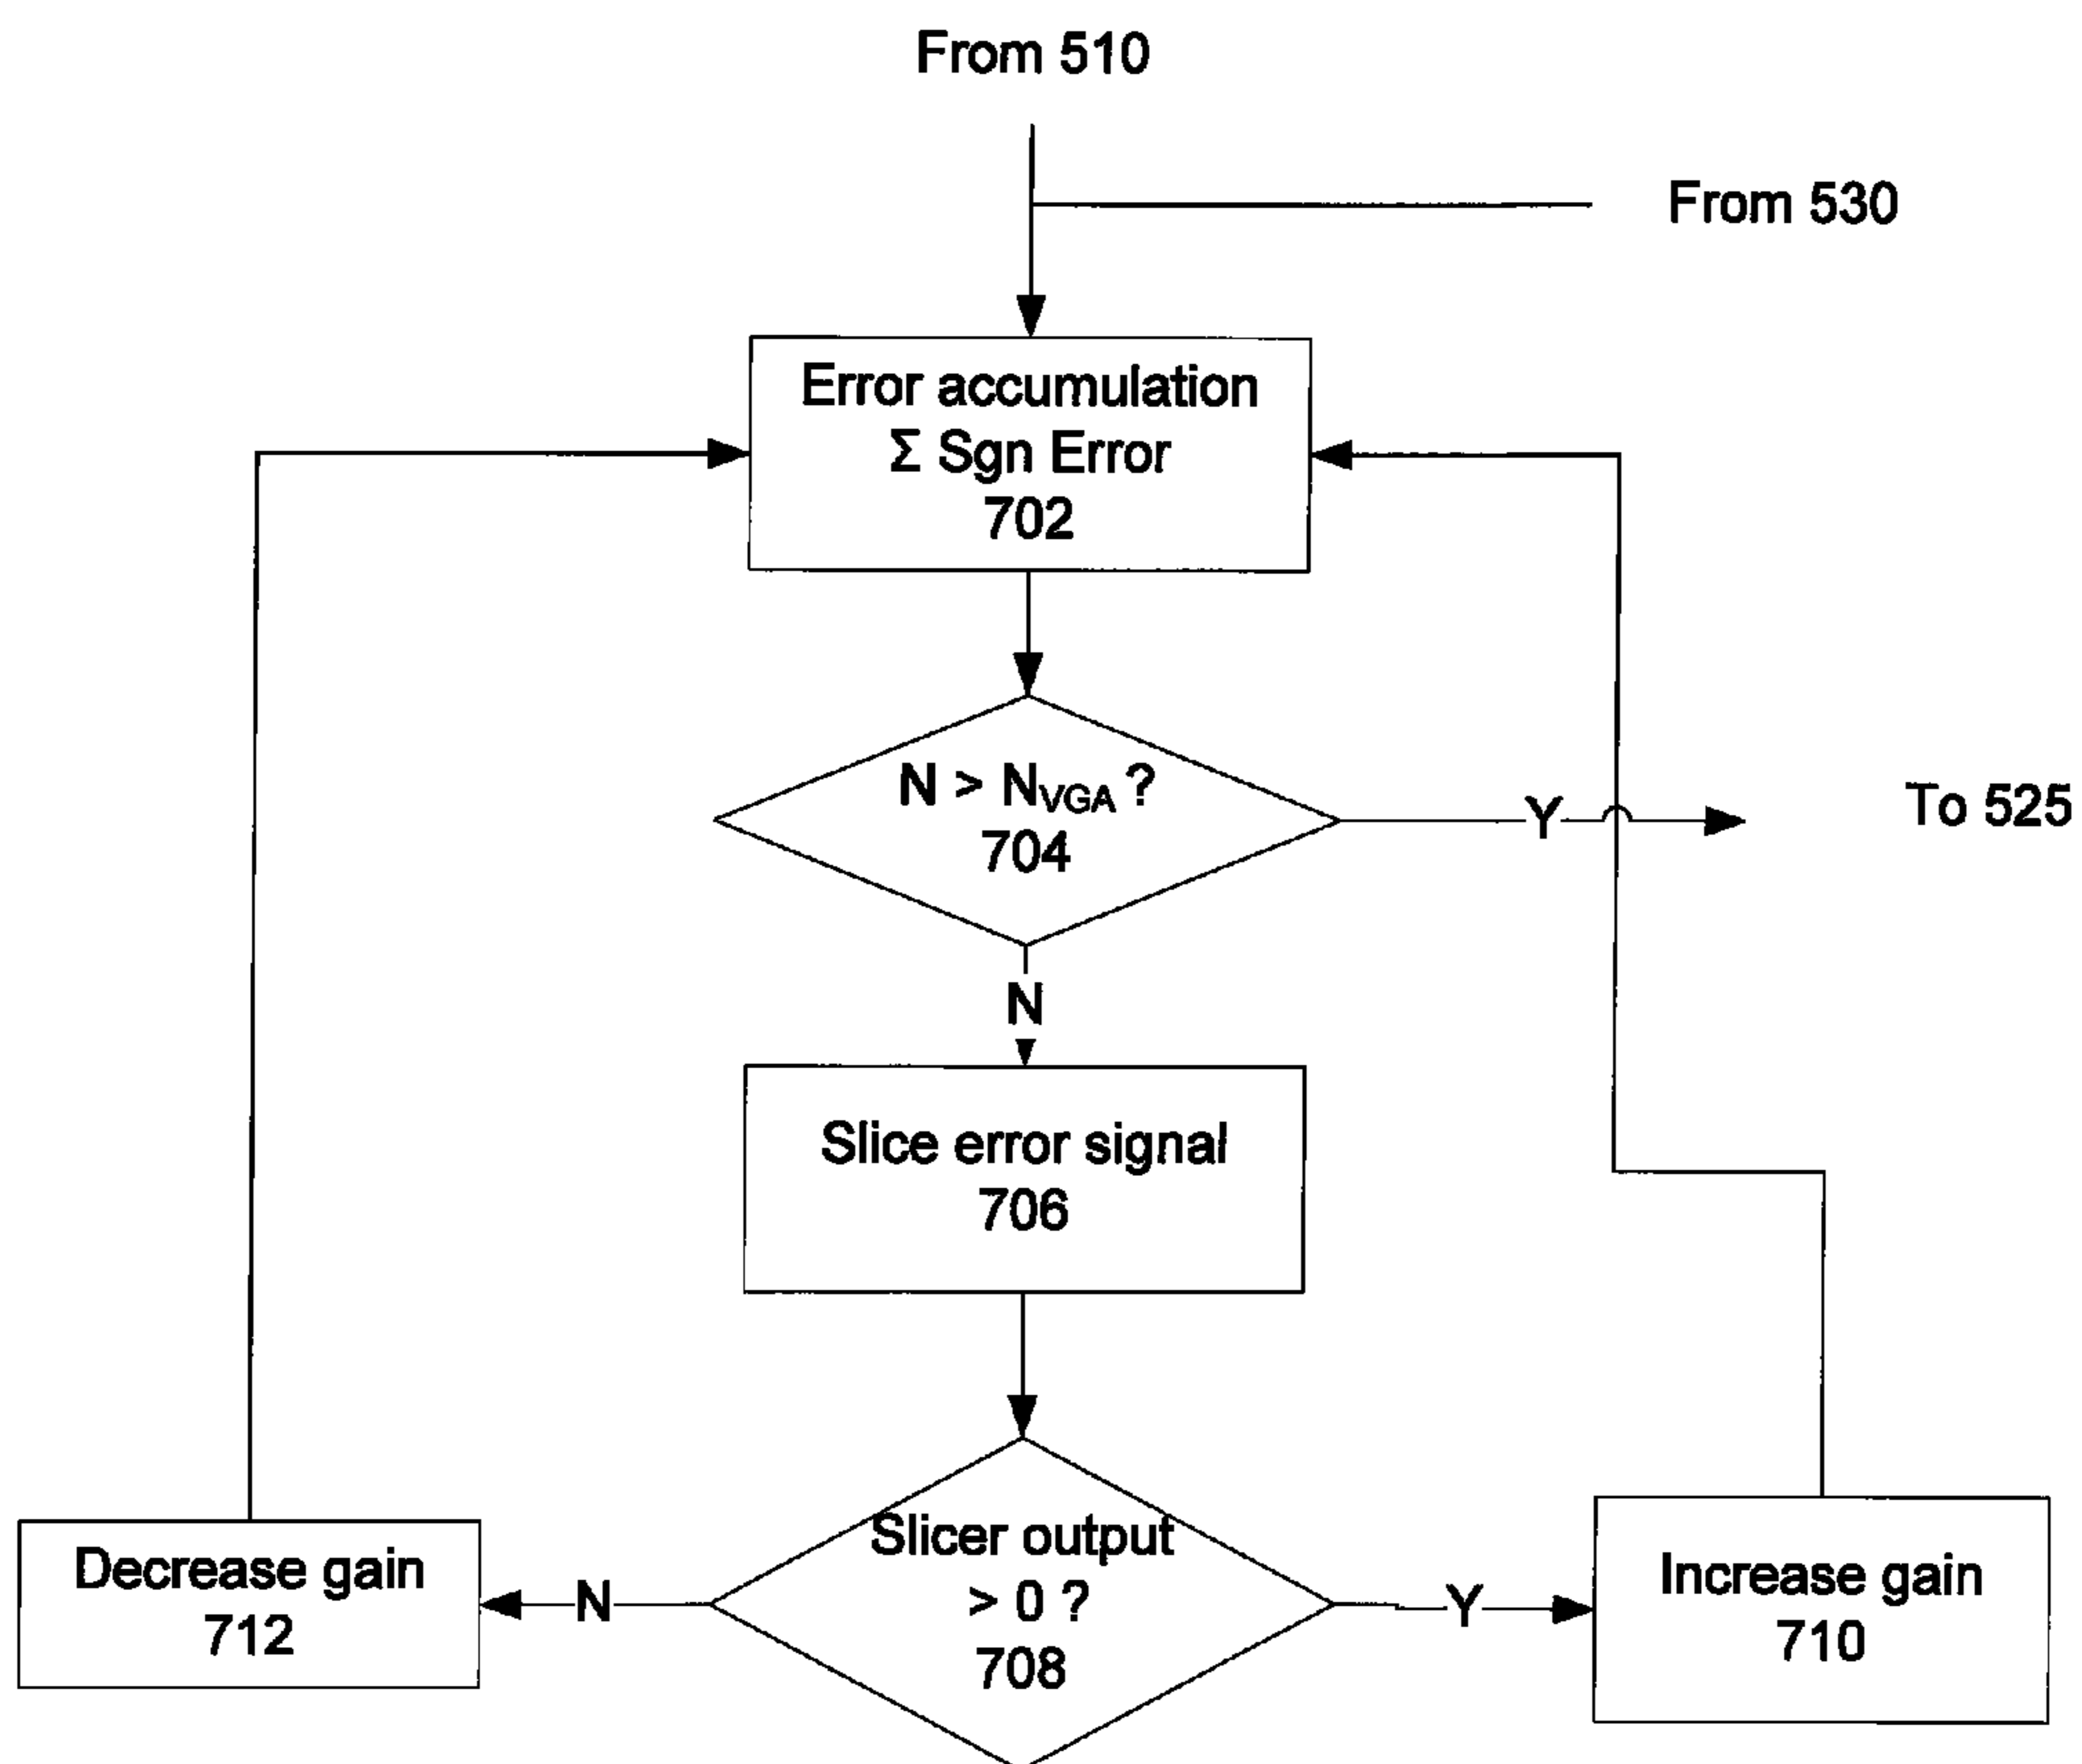 From 510
From 530
Error accumulation
Σ Sgn Error
702
N > NVGA ?
704
Y
To 525
N
Slice error signal
706
Slicer output
> 0 ?
708
N
Y
Decrease gain
712
Increase gain
710